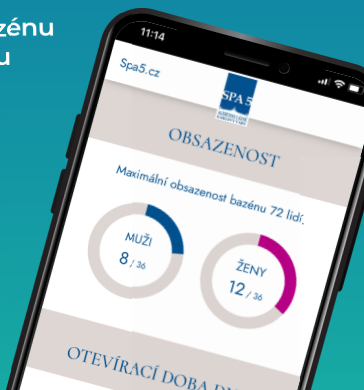 zénu
u
11:14
Spa5.cz
SPA 5
OBSAZENOST
Maximální obsazenost bazénu 72 lidí.
MUŽI
8 / 36
ŽENY
12 / 36
OTEVÍRACÍ DOBA